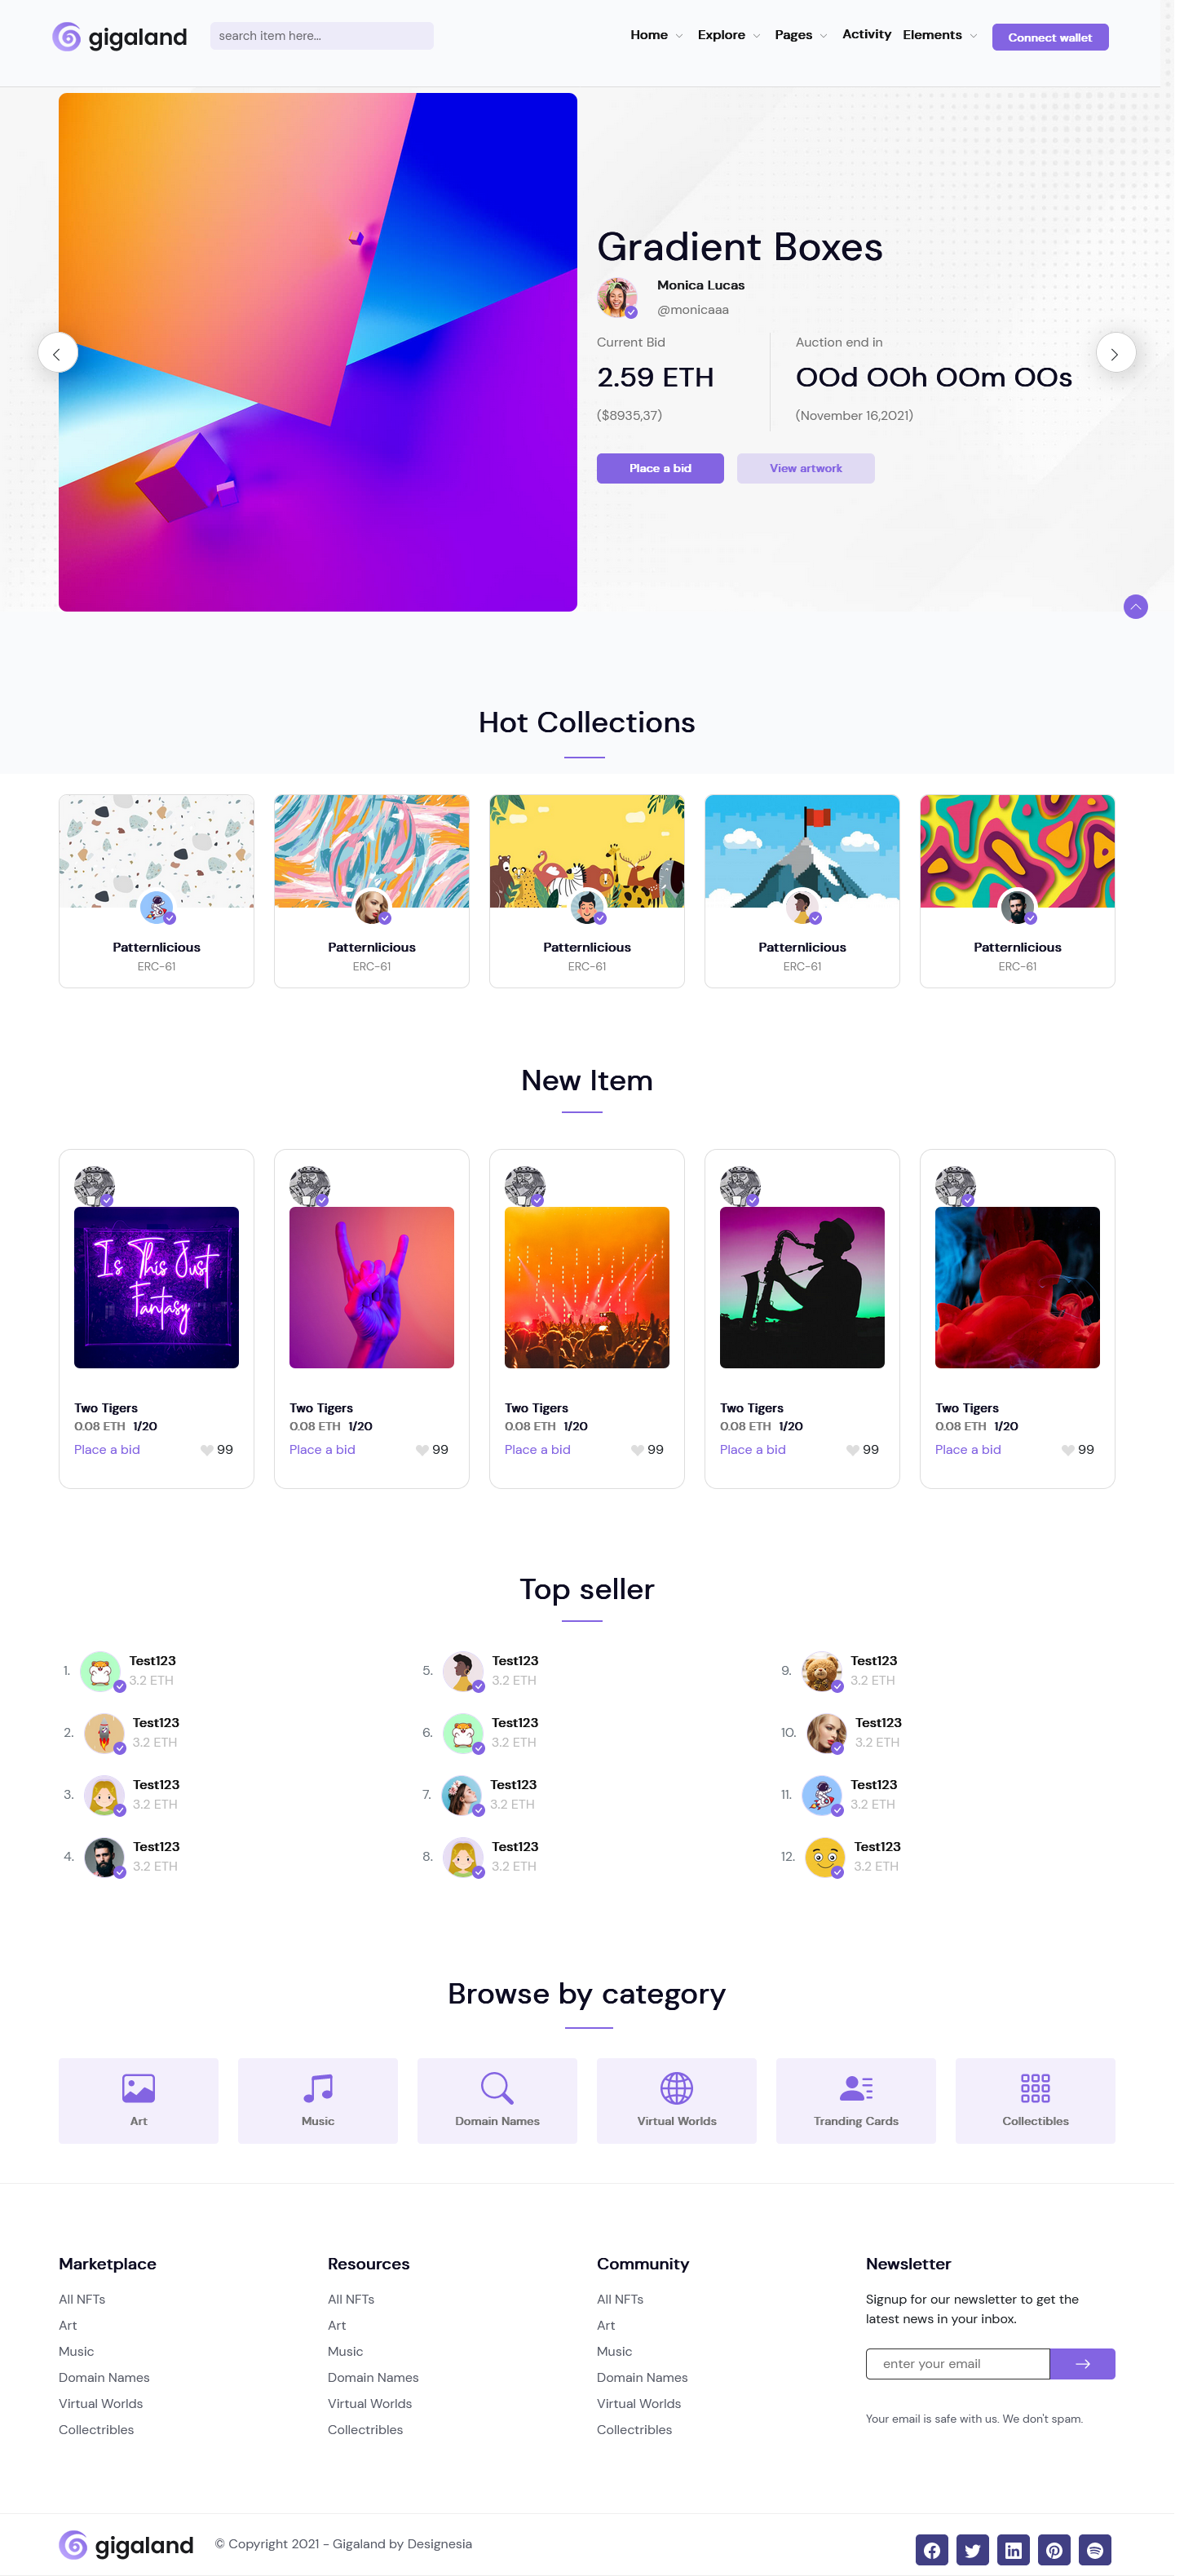 gigaland
search item here...
Home
Explore
Pages
Activity
Elements
Connect wallet
Gradient Boxes
Monica Lucas
@monicaaa
Current Bid
2.59 ETH
($8935,37)
Auction end in
00d 00h 00m 00s
(November 16,2021)
Place a bid
View artwork
Hot Collections
Patternlicious
ERC-61
Patternlicious
ERC-61
Patternlicious
ERC-61
Patternlicious
ERC-61
Patternlicious
ERC-61
New Item
Is This Just
Fantasy
Two Tigers
0.08 ETH 1/20
Place a bid
99
Two Tigers
0.08 ETH 1/20
Place a bid
99
Two Tigers
0.08 ETH 1/20
Place a bid
99
Two Tigers
0.08 ETH 1/20
Place a bid
99
Two Tigers
0.08 ETH 1/20
Place a bid
99
Top seller
1.
Test123
3.2 ETH
2.
Test123
3.2 ETH
3.
Test123
3.2 ETH
4.
Test123
3.2 ETH
5.
Test123
3.2 ETH
6.
Test123
3.2 ETH
7.
Test123
3.2 ETH
8.
Test123
3.2 ETH
9.
Test123
3.2 ETH
10.
Test123
3.2 ETH
11.
Test123
3.2 ETH
12.
Test123
3.2 ETH
Browse by category
Art
Music
Domain Names
Virtual Worlds
Tranding Cards
Collectibles
Marketplace
All NFTs
Art
Music
Domain Names
Virtual Worlds
Collectribles
Resources
All NFTs
Art
Music
Domain Names
Virtual Worlds
Collectribles
Community
All NFTs
Art
Music
Domain Names
Virtual Worlds
Collectribles
Newsletter
Signup for our newsletter to get the
latest news in your inbox.
enter your email
Your email is safe with us. We don't spam.
gigaland
© Copyright 2021 - Gigaland by Designesia